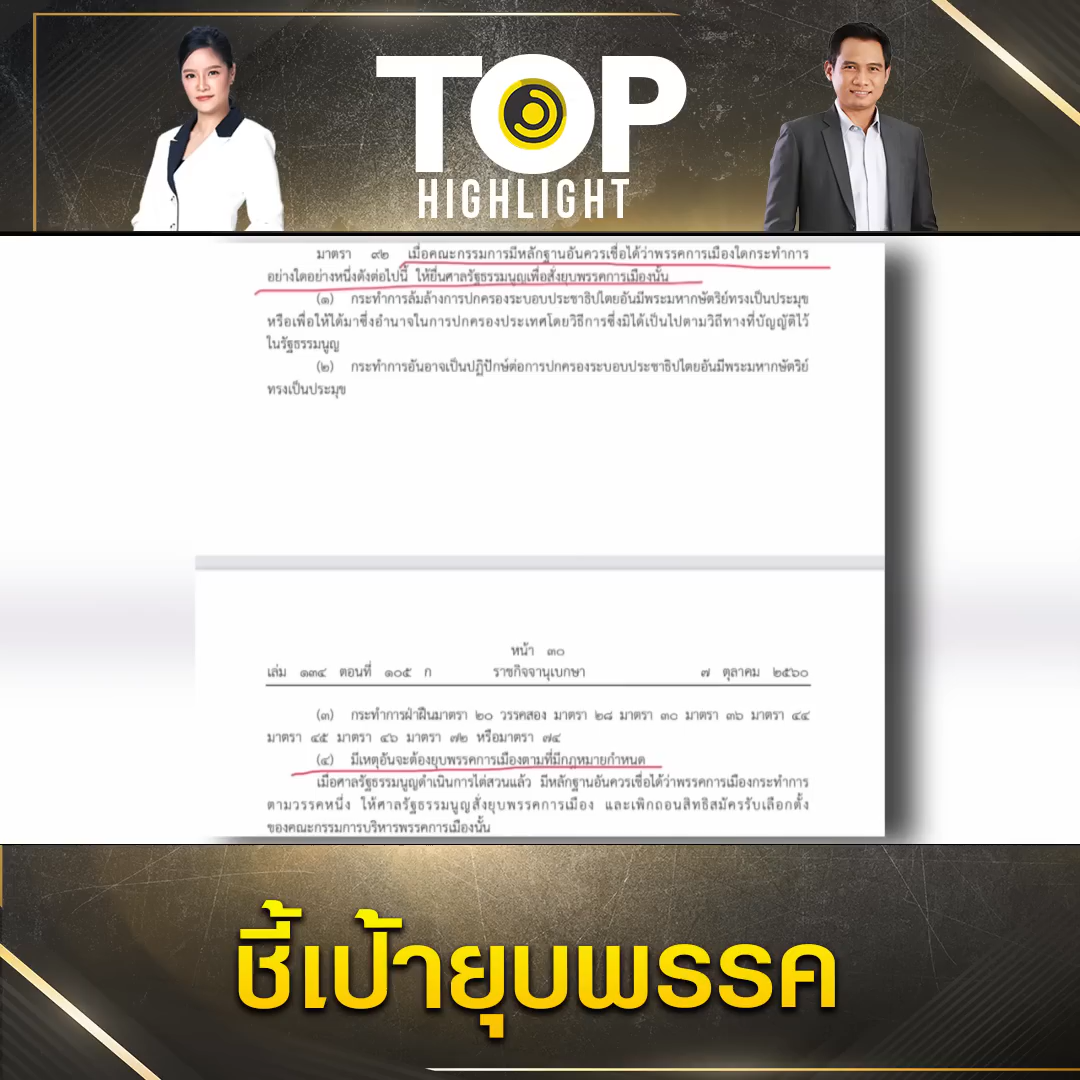 TOP
HIGHLIGHT
มาตรา ๙๒ เมื่อคณะกรรมการมีหลักฐานอันควรเชื่อได้ว่าพรรคการเมืองใดกระทำการ
อย่างใดอย่างหนึ่งดังต่อไปนี้ ให้ยื่นศาลรัฐธรรมนูญเพื่อสั่งยุบพรรคการเมืองนั้น
(๑) กระทำการล้มล้างการปกครองระบอบประชาธิปไตยอันมีพระมหากษัตริย์ทรงเป็นประมุข
หรือเพื่อให้ได้มาซึ่งอำนาจในการปกครองประเทศโดยวิธีการซึ่งมิได้เป็นไปตามวิถีทางที่บัญญัติไว้
ในรัฐธรรมนูญ
(๒) กระทำการอันอาจเป็นปฏิปักษ์ต่อการปกครองระบอบประชาธิปไตยอันมีพระมหากษัตริย์
ทรงเป็นประมุข
หน้า ๓๐
เล่ม ๑๓๔ ตอนที่ ๑๐๕ ก ราชกิจจานุเบกษา ๗ ตุลาคม ๒๕๖๐
(๓) กระทำการฝ่าฝืนมาตรา ๒๐ วรรคสอง มาตรา ๒๘ มาตรา ๓๐ มาตรา ๓๖ มาตรา ๔๔
มาตรา ๔๕ มาตรา ๔๖ มาตรา ๗๒ หรือมาตรา ๗๔
(๔) มีเหตุอันจะต้องยุบพรรคการเมืองตามที่มีกฎหมายกำหนด
เมื่อศาลรัฐธรรมนูญดำเนินการไต่สวนแล้ว มีหลักฐานอันควรเชื่อได้ว่าพรรคการเมืองกระทำการ
ตามวรรคหนึ่ง ให้ศาลรัฐธรรมนูญสั่งยุบพรรคการเมือง และเพิกถอนสิทธิสมัครรับเลือกตั้ง
ของคณะกรรมการบริหารพรรคการเมืองนั้น
ชี้เป้ายุบพรรค